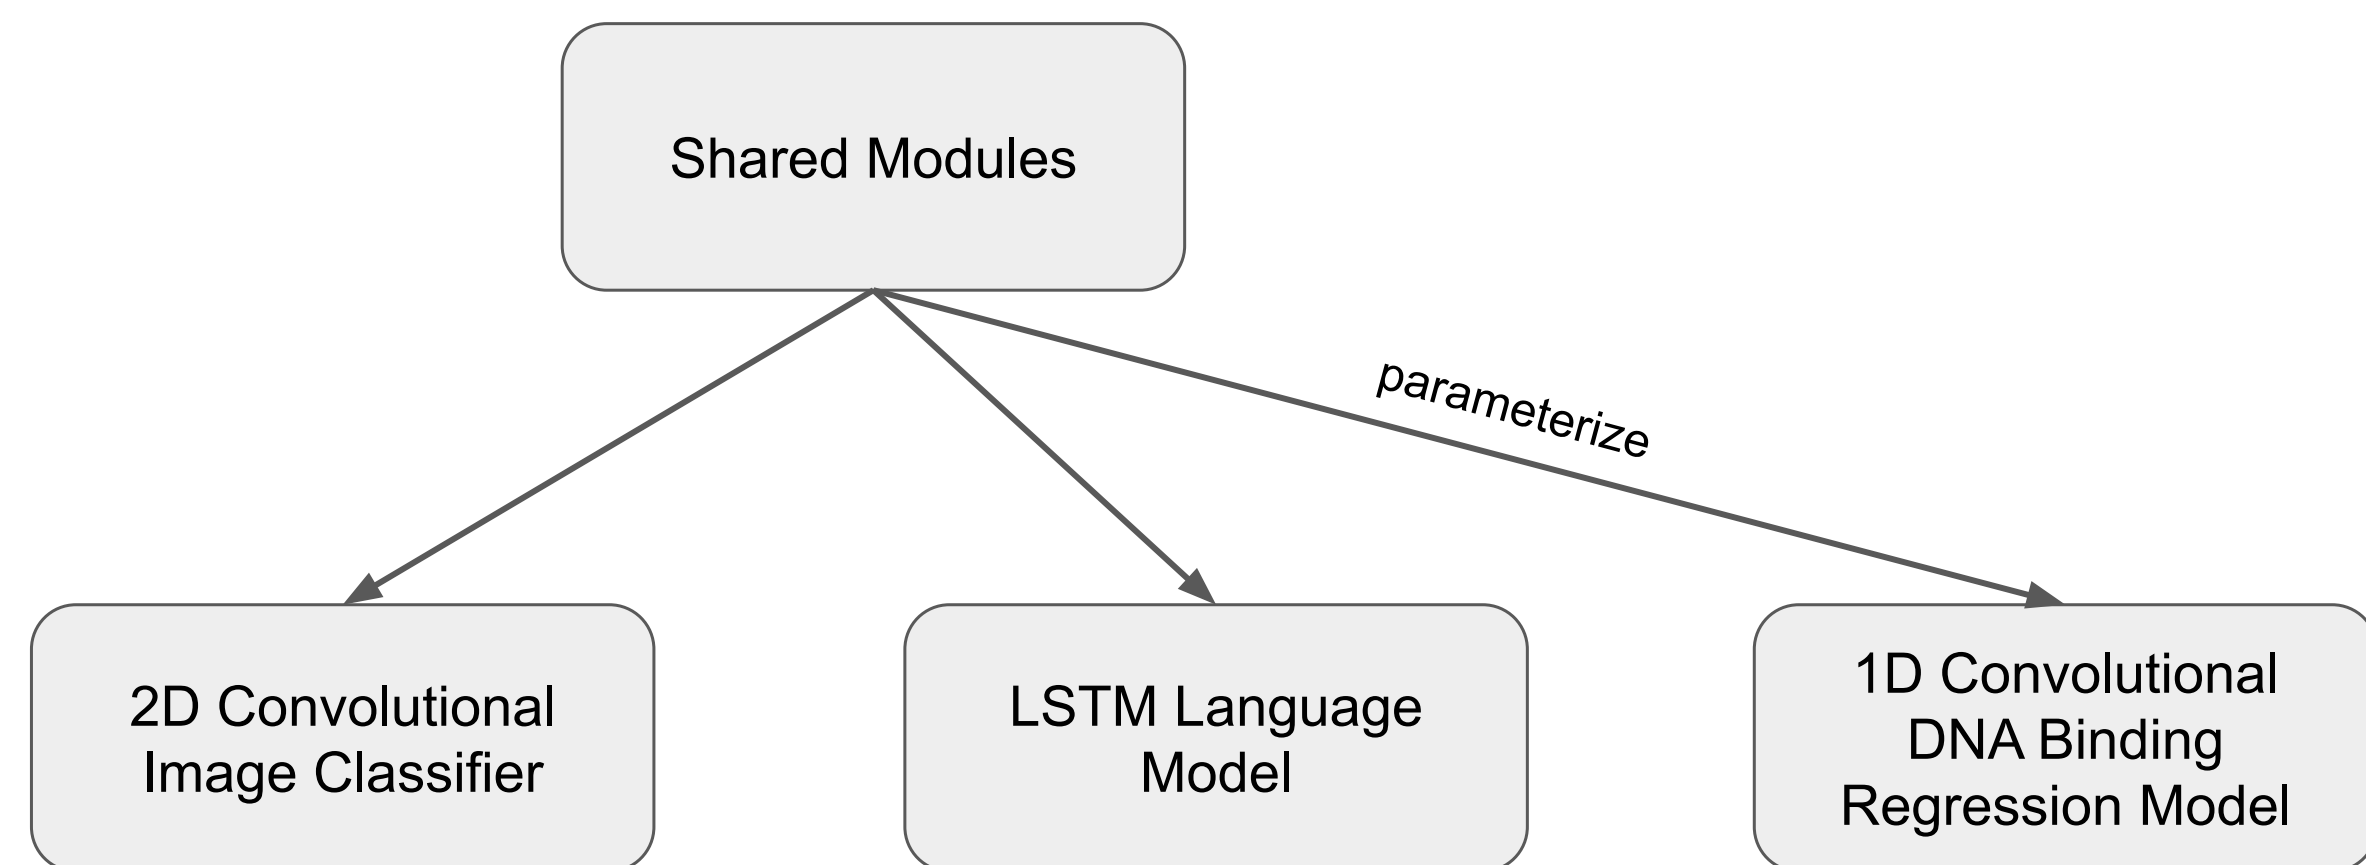 Shared Modules
parameterize
2D Convolutional
Image Classifier
LSTM Language
Model
1D Convolutional
DNA Binding
Regression Model